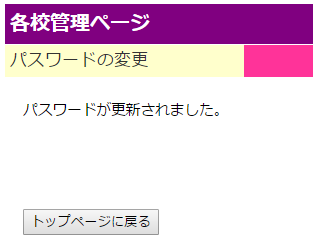 各校管理ページ
パスワードの変更
パスワードが更新されました。
トップページに戻る